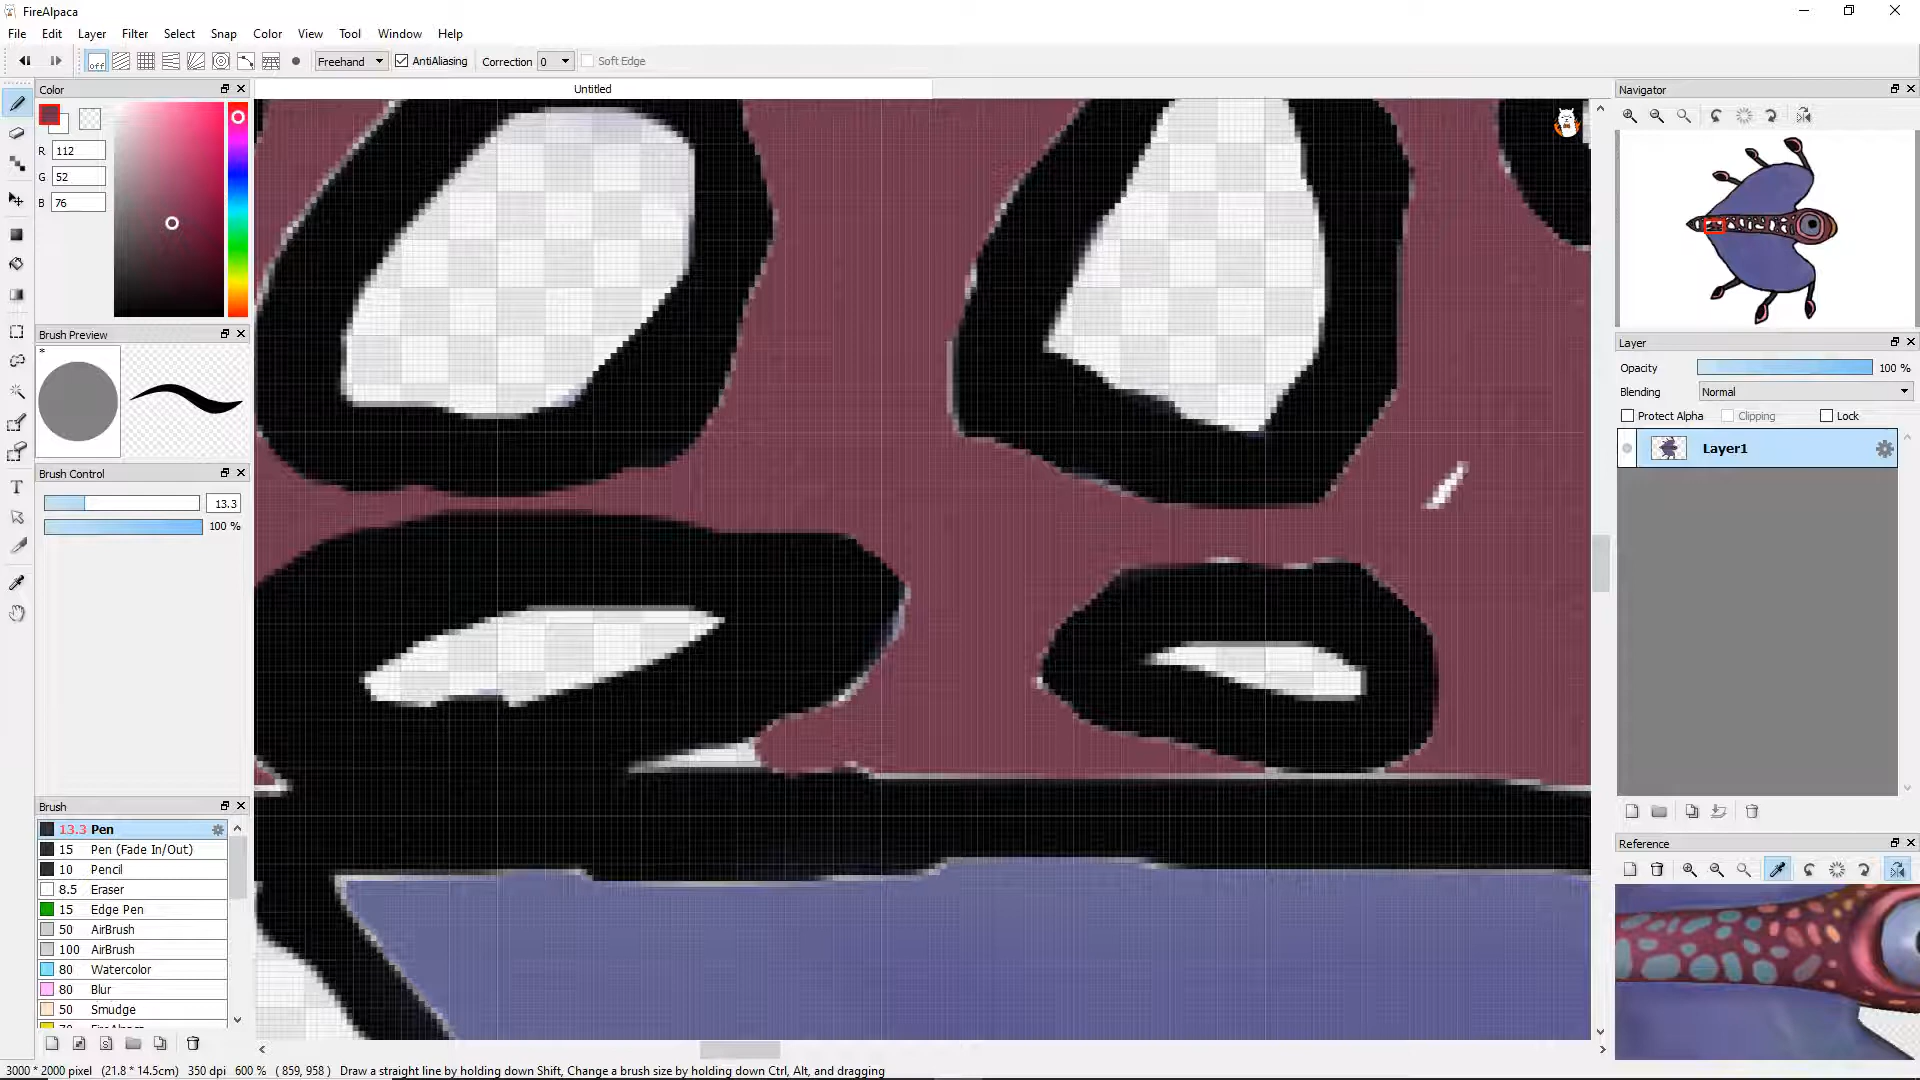 FireAlpaca
File Edit Layer Filter Select Snap Color View Tool Window Help
off Freehand AntiAliasing Correction 0 Soft Edge
Color Untitled Navigator
R 112
G 52
B 76
Brush Preview
*
Layer
Opacity 100 %
Blending Normal
Protect Alpha Clipping Lock
Layer1
Brush Control
13.3
100 %
Brush
13.3 Pen
15 Pen (Fade In/Out)
10 Pencil
8.5 Eraser
15 Edge Pen
50 AirBrush
100 AirBrush
80 Watercolor
80 Blur
50 Smudge
Reference
3000 * 2000 pixel (21.8 * 14.5cm) 350 dpi 600 % ( 859, 958 ) Draw a straight line by holding down Shift, Change a brush size by holding down Ctrl, Alt, and dragging